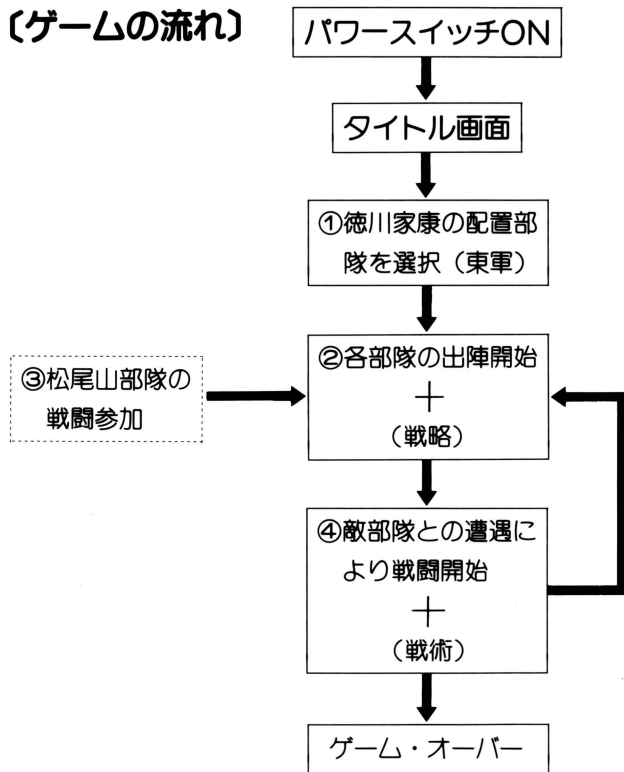 〔ゲームの流れ〕
パワースイッチON
タイトル画面
①徳川家康の配置部
隊を選択（東軍）
②各部隊の出陣開始
＋
（戦略）
③松尾山部隊の
戦闘参加
④敵部隊との遭遇に
より戦闘開始
＋
（戦術）
ゲーム・オーバー